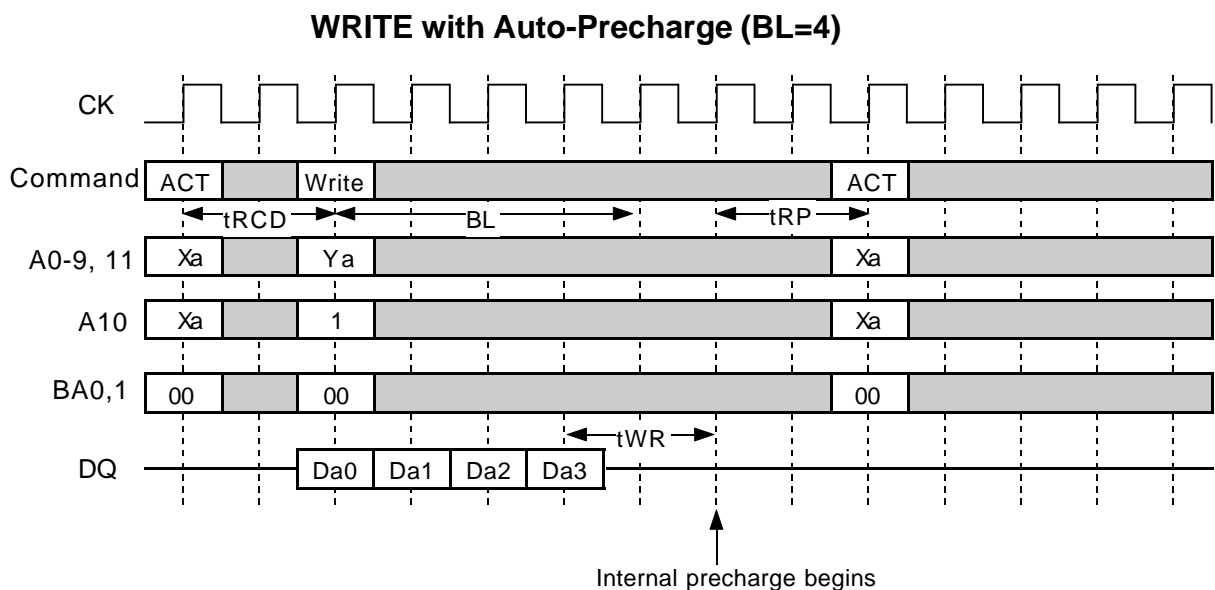 WRITE with Auto-Precharge (BL=4)
CK
Command ACT Write ACT
tRCD BL tRP
A0-9, 11 Xa Ya Xa
A10 Xa 1 Xa
BA0,1 00 00 00
tWR
DQ Da0 Da1 Da2 Da3
Internal precharge begins